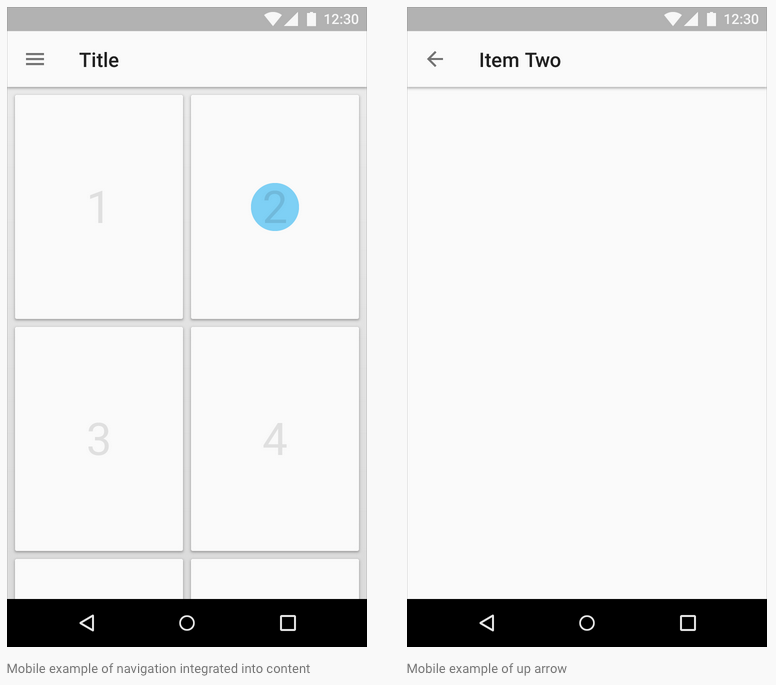 12:30
Title
1
2
3
4
Mobile example of navigation integrated into content
12:30
Item Two
Mobile example of up arrow